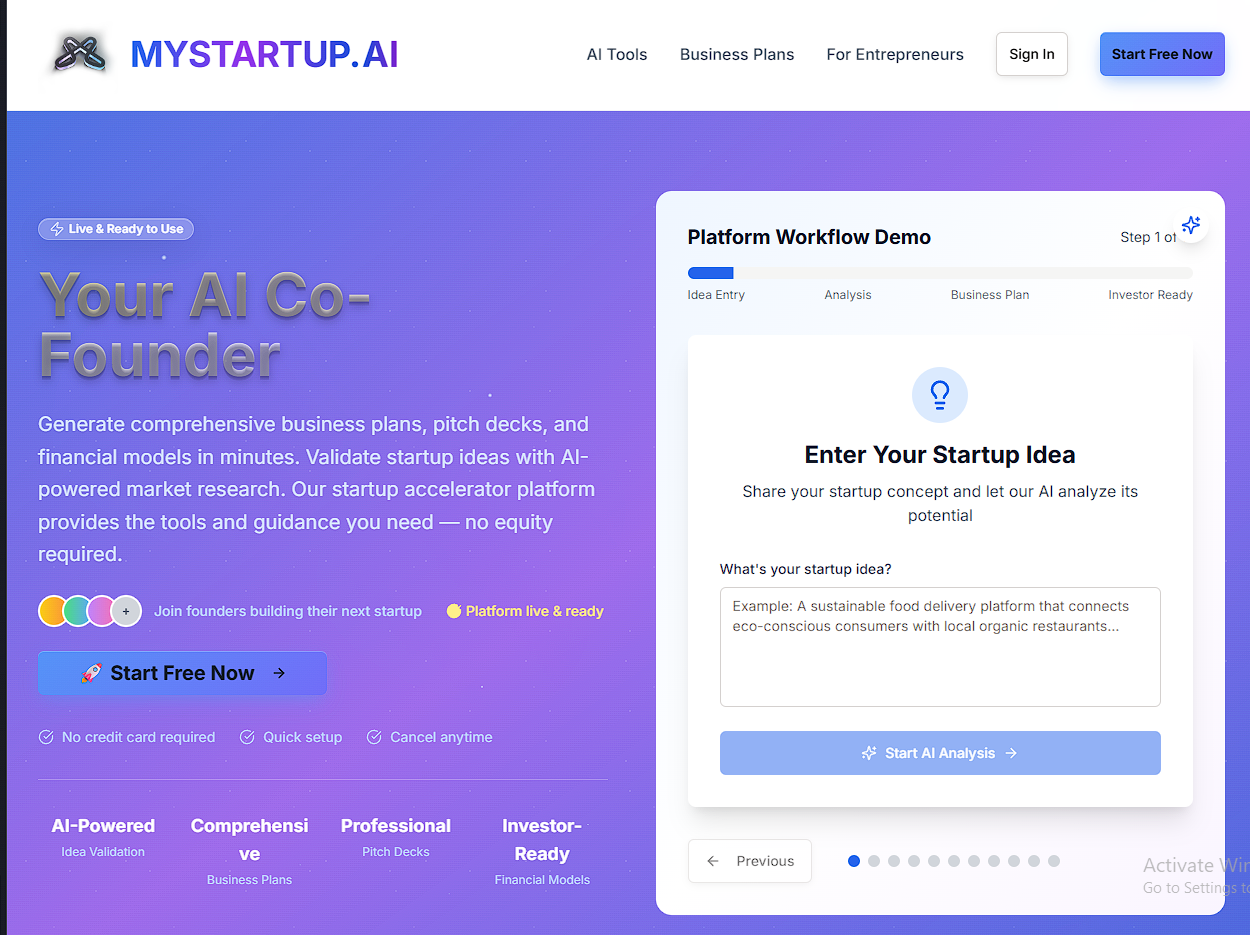 MYSTARTUP.AI
AI Tools
Business Plans
For Entrepreneurs
Sign In
Start Free Now
Live & Ready to Use
Your AI Co-
Founder
Generate comprehensive business plans, pitch decks, and
financial models in minutes. Validate startup ideas with AI-
powered market research. Our startup accelerator platform
provides the tools and guidance you need — no equity
required.
+
Join founders building their next startup
Platform live & ready
🚀 Start Free Now →
No credit card required
Quick setup
Cancel anytime
AI-Powered
Idea Validation
Comprehensi
ve
Business Plans
Professional
Pitch Decks
Investor-
Ready
Financial Models
Platform Workflow Demo
Step 1 of
Idea Entry
Analysis
Business Plan
Investor Ready
Enter Your Startup Idea
Share your startup concept and let our AI analyze its
potential
What's your startup idea?
Example: A sustainable food delivery platform that connects
eco-conscious consumers with local organic restaurants...
Start AI Analysis →
← Previous
Activate Win
Go to Settings to